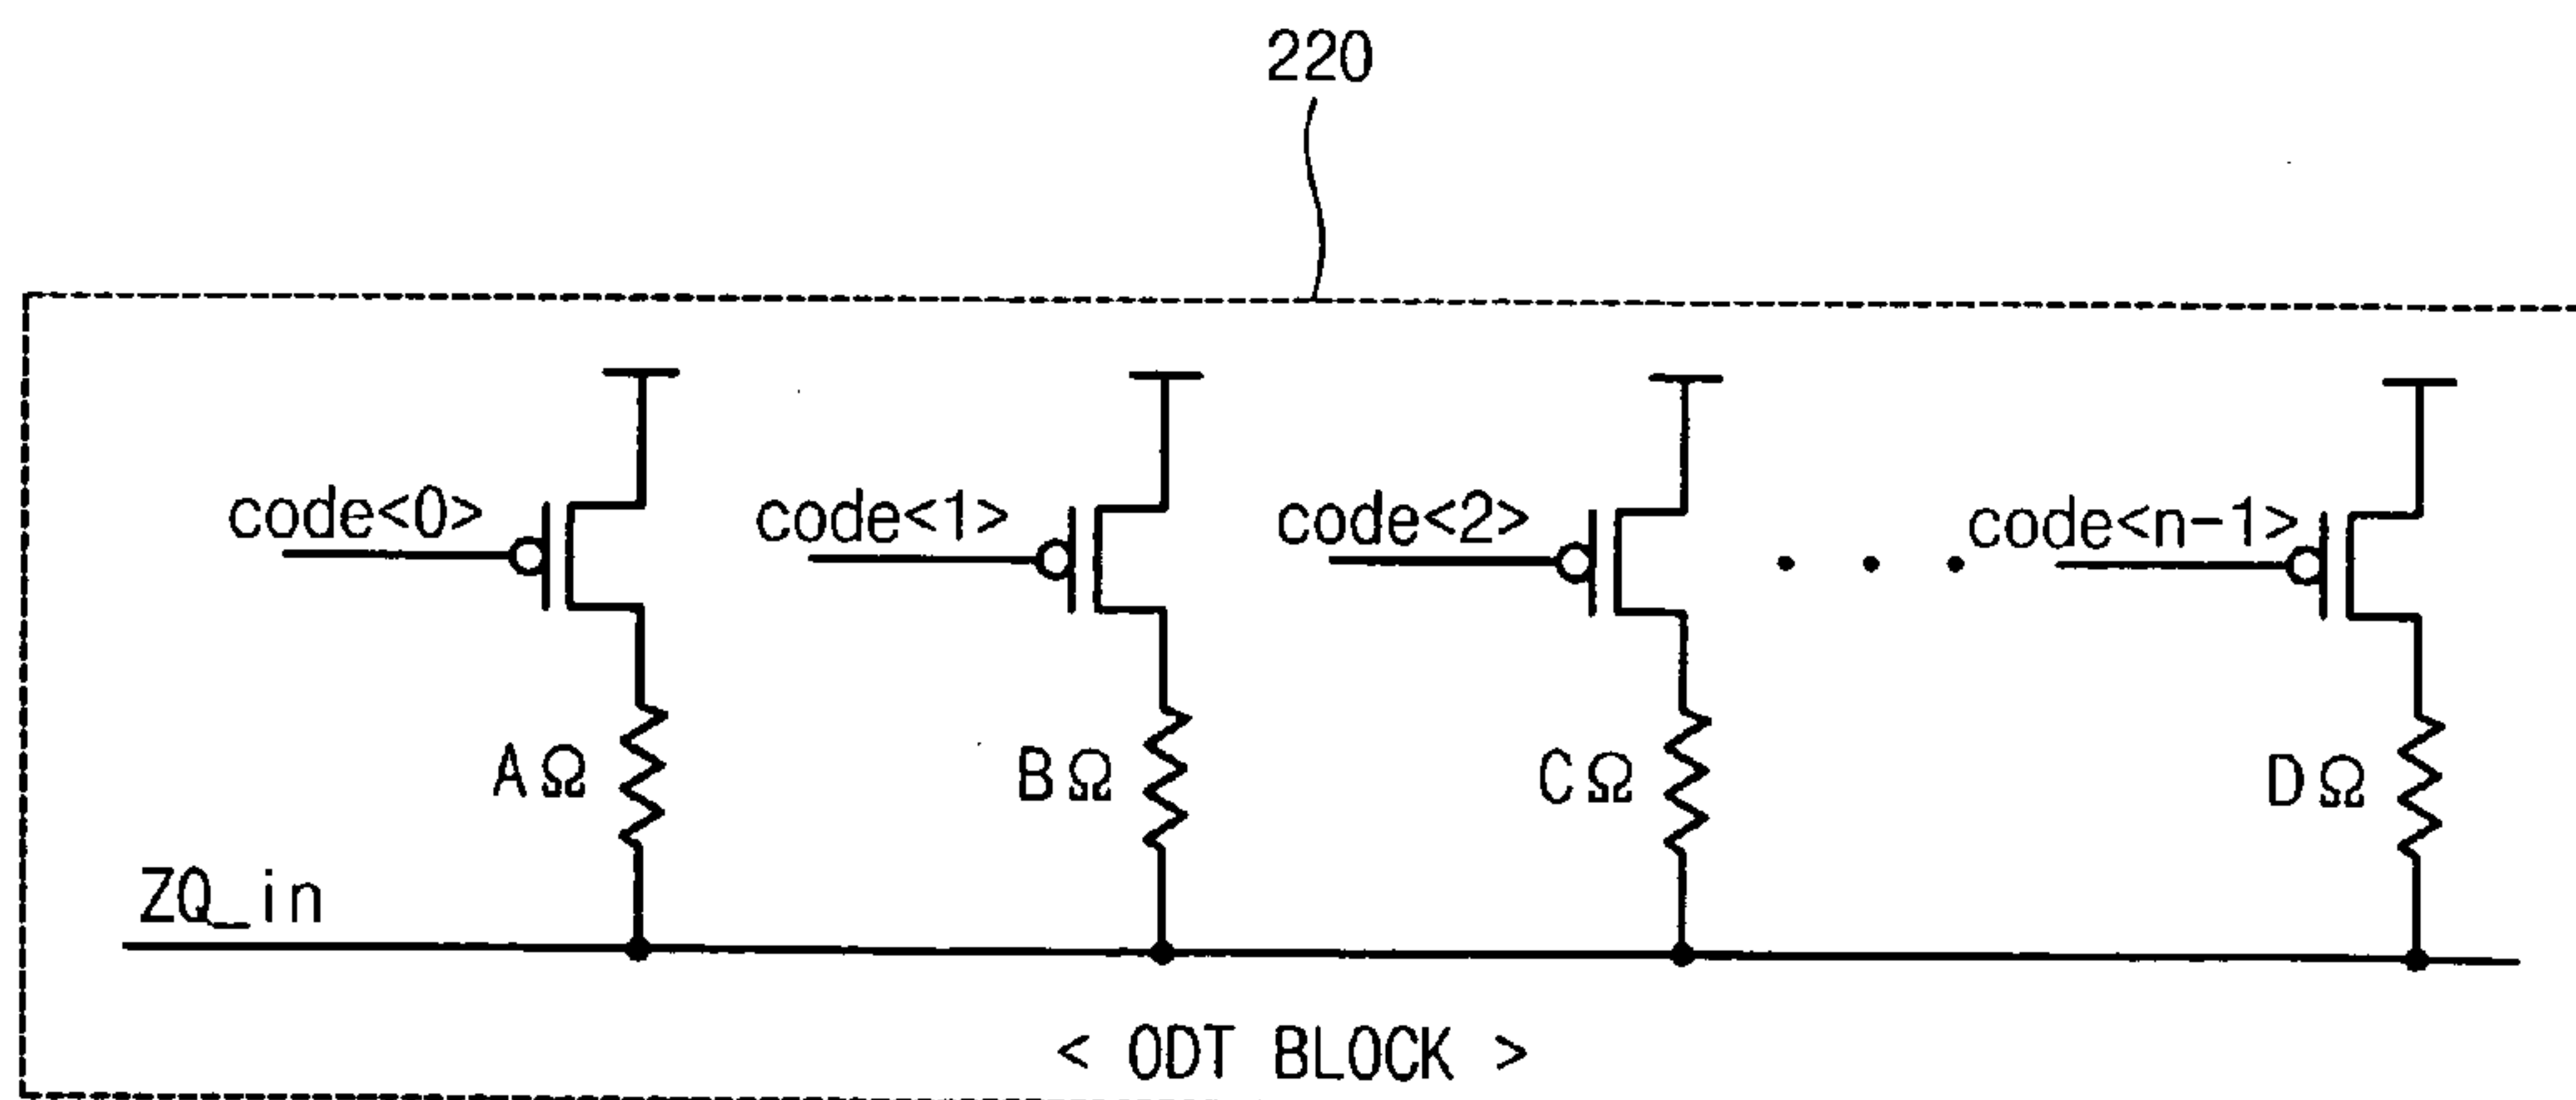 220
code<0>
code<1>
code<2>
code<n-1>
AΩ
BΩ
CΩ
DΩ
ZQ_in
< ODT BLOCK >